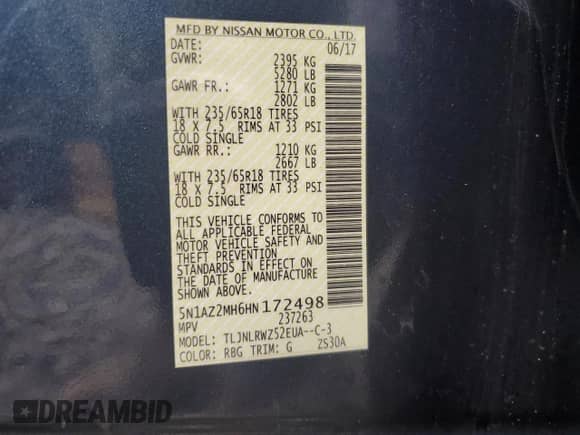 MFD BY NISSAN MOTOR CO., LTD.
DATE: 06/17
GVWR: 2395 KG
5280 LB
GAWR FR.: 1271 KG
2802 LB
WITH 235/65R18 TIRES
18 X 7.5 RIMS AT 33 PSI
COLD SINGLE
GAWR RR.: 1210 KG
2667 LB
WITH 235/65R18 TIRES
18 X 7.5 RIMS AT 33 PSI
COLD SINGLE
THIS VEHICLE CONFORMS TO
ALL APPLICABLE FEDERAL
MOTOR VEHICLE SAFETY AND
THEFT PREVENTION
STANDARDS IN EFFECT ON
THE DATE OF MANUFACTURE
SHOWN ABOVE.
5N1AZ2MH6HN172498
MPV 237263
MODEL: TLJNLRWZ52EUA--C-3
COLOR: RBG TRIM: G ZS30A
DREAMBID